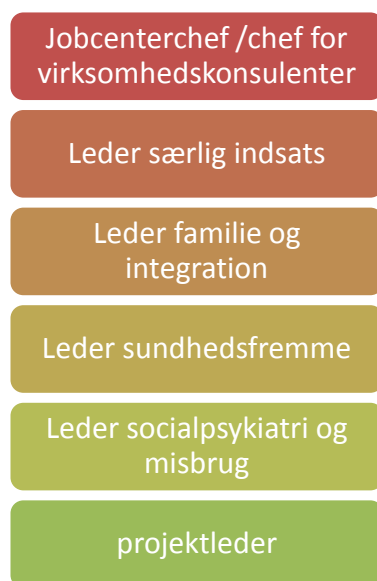 Jobcenterchef /chef for
virksomhedskonsulenter
Leder særlig indsats
Leder familie og
integration
Leder sundhedsfremme
Leder socialpsykiatri og
misbrug
projektleder